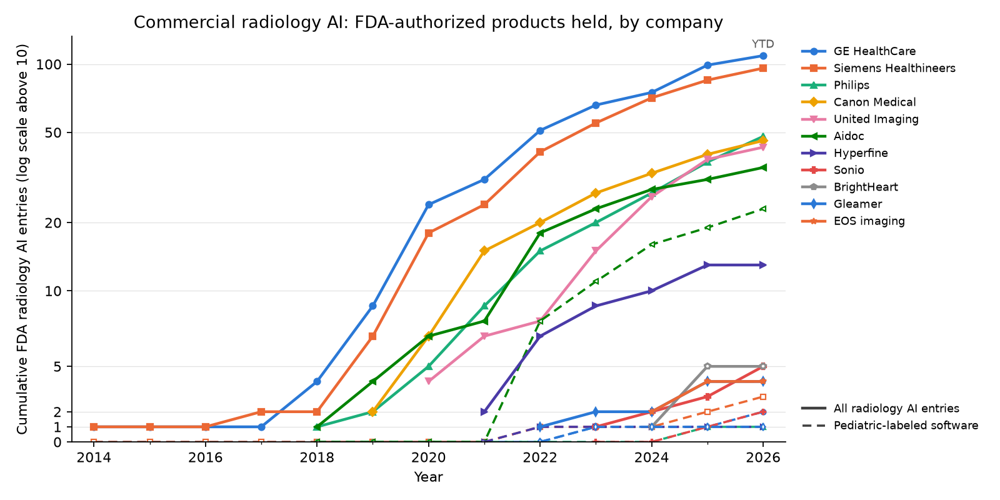 Commercial radiology AI: FDA-authorized products held, by company
YTD
Cumulative FDA radiology AI entries (log scale above 10)
100
50
20
10
5
2
1
0
2014
2016
2018
2020
2022
2024
2026
Year
GE HealthCare
Siemens Healthineers
Philips
Canon Medical
United Imaging
Aidoc
Hyperfine
Sonio
BrightHeart
Gleamer
EOS imaging
All radiology AI entries
Pediatric-labeled software